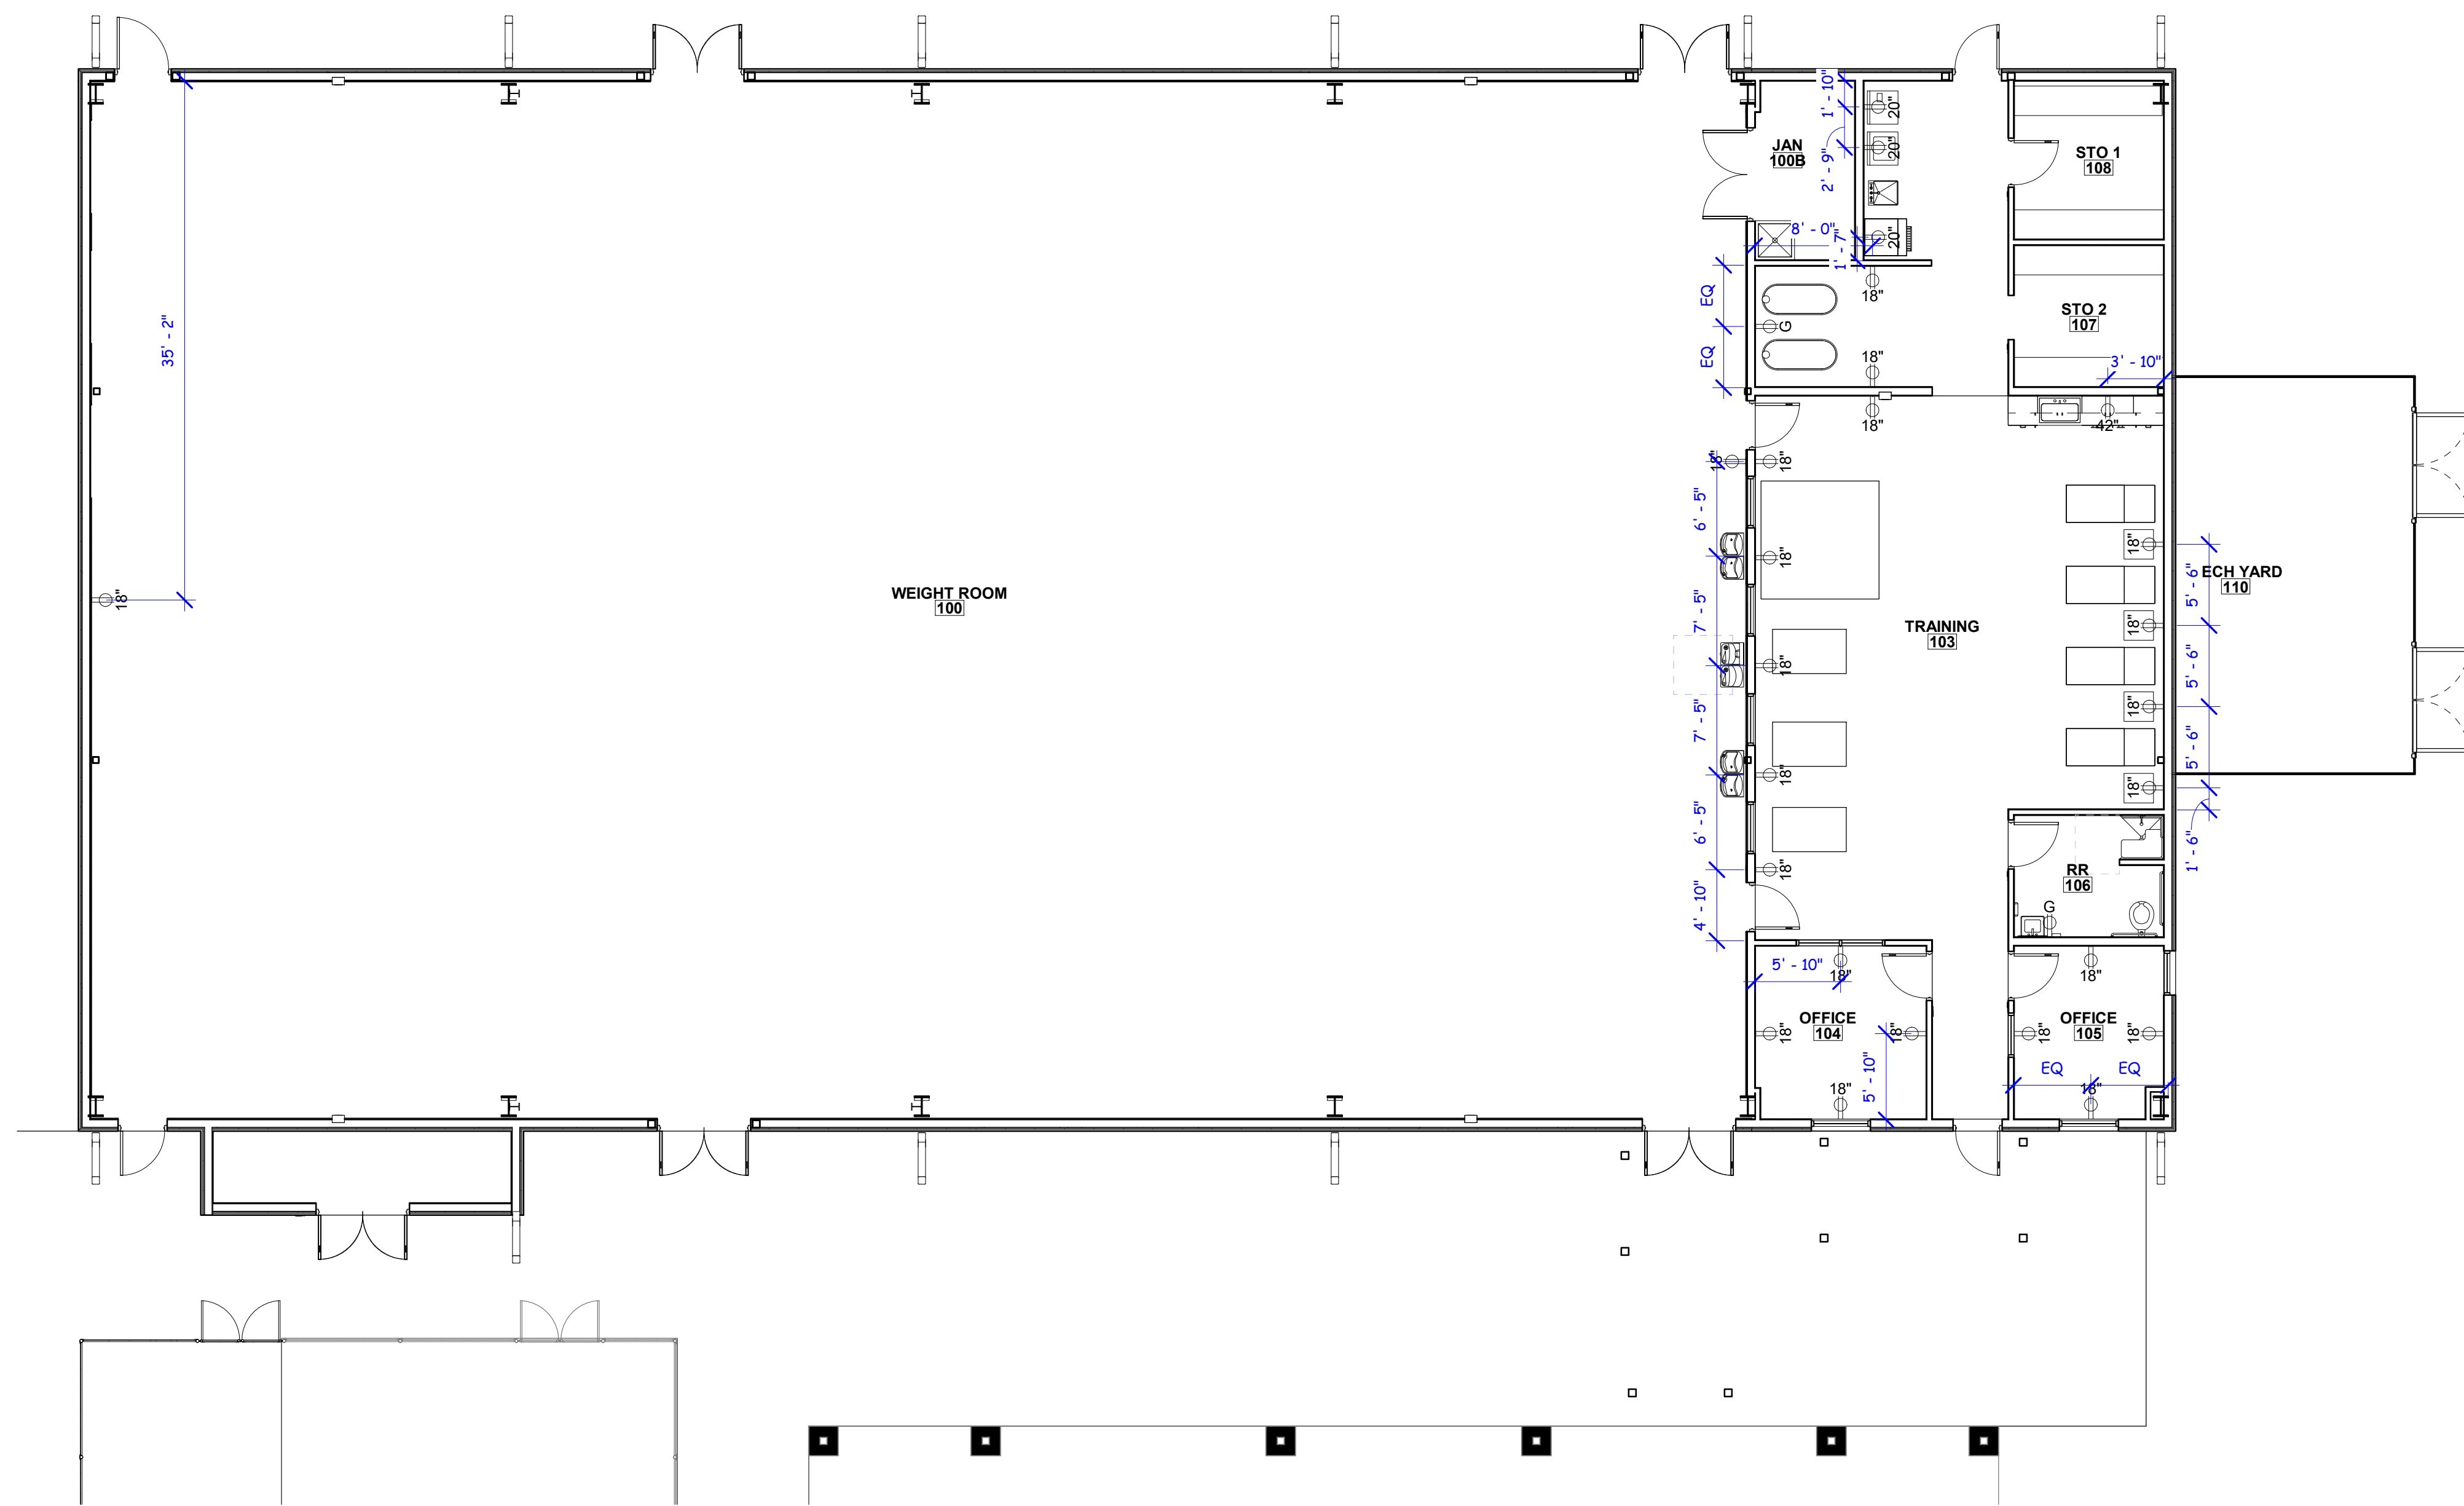 1' - 10"
20"
20"
2' - 9"
JAN
100B
STO 1
108
8' - 0"
1' - 7"
20"
EQ
18"
STO 2
107
35' - 2"
G
EQ
18"
3' - 10"
18"
42"
18"
18"
6' - 5"
18"
18"
ECH YARD
110
5' - 6"
18"
WEIGHT ROOM
100
7' - 5"
TRAINING
103
18"
18"
5' - 6"
18"
7' - 5"
18"
5' - 6"
18"
6' - 5"
1' - 6"
18"
RR
106
4' - 10"
G
5' - 10"
18"
18"
OFFICE
104
18"
18"
OFFICE
105
18"
18"
5' - 10"
EQ
EQ
18"
18"